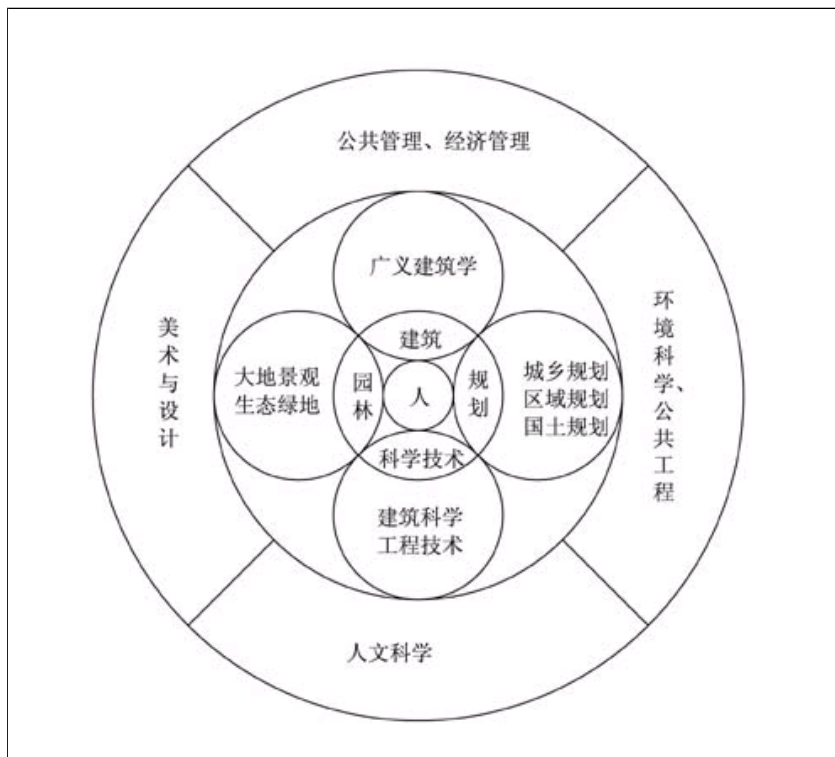 公共管理、经济管理
广义建筑学
建筑
美术与设计
大地景观
生态绿地
园林
人
规划
城乡规划
区域规划
国土规划
环境科学、公共工程
科学技术
建筑科学
工程技术
人文科学